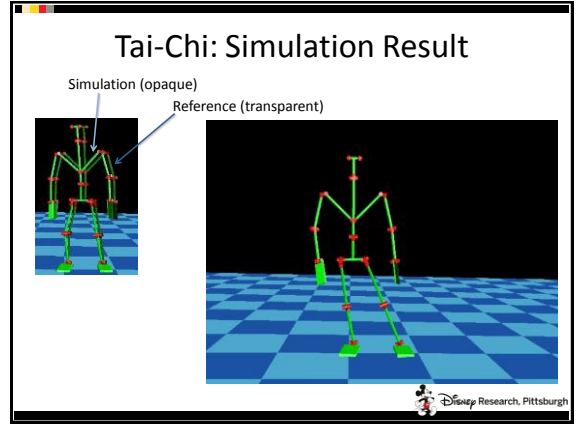 Tai-Chi: Simulation Result
Simulation (opaque)
Reference (transparent)
Disney Research, Pittsburgh